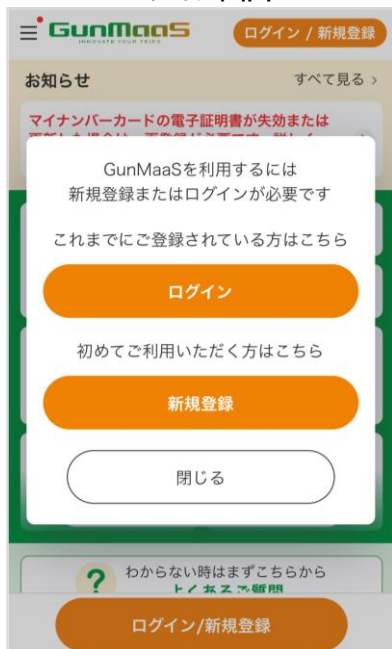 GunMaaS
INNOVATE YOUR TRIPS
ログイン / 新規登録
お知らせ
すべて見る
マイナンバーカードの電子証明書が失効または
GunMaaSを利用するには
新規登録またはログインが必要です
これまでにご登録されている方はこちら
ログイン
初めてご利用いただく方はこちら
新規登録
閉じる
?
わからない時はまずこちらから
よくあるご質問
ログイン/新規登録